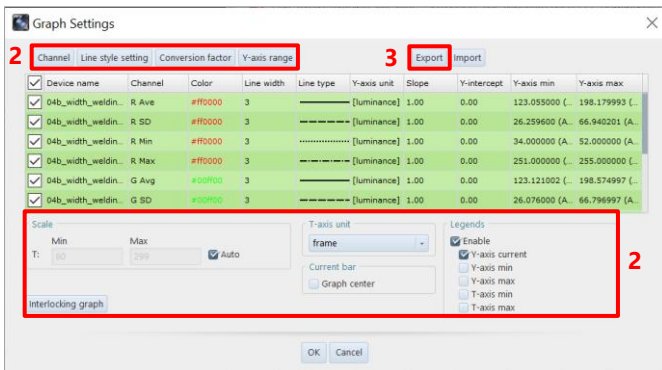 Graph Settings
2 Channel Line style setting Conversion factor Y-axis range 3 Export Import
Device name Channel Color Line width Line type Y-axis unit Slope Y-intercept Y-axis min Y-axis max
04b_width_weldin... R Ave #ff0000 3 [luminance] 1.00 0.00 123.055000 (... 198.179993 (...
04b_width_weldin... R SD #ff0000 3 [luminance] 1.00 0.00 26.259600 (A... 66.940201 (A...
04b_width_weldin... R Min #ff0000 3 [luminance] 1.00 0.00 34.000000 (A... 52.000000 (A...
04b_width_weldin... R Max #ff0000 3 [luminance] 1.00 0.00 251.000000 (... 255.000000 (...
04b_width_weldin... G Avg #00ff00 3 [luminance] 1.00 0.00 123.121002 (... 198.574997 (...
04b_width_weldin... G SD #00ff00 3 [luminance] 1.00 0.00 26.076000 (A... 66.796997 (A...
Scale T-axis unit Legends
Min Max frame Enable
T: 60 299 Auto Y-axis current 2
Current bar Y-axis min
Graph center Y-axis max
T-axis min
Interlocking graph T-axis max
OK Cancel